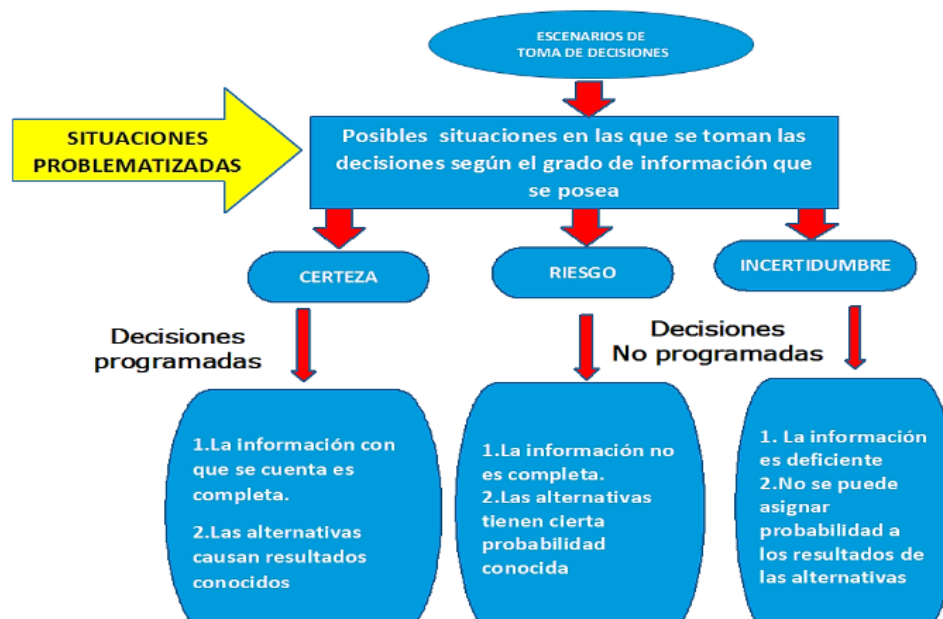 ESCENARIOS DE
TOMA DE DECISIONES
SITUACIONES
PROBLEMATIZADAS
Posibles situaciones en las que se toman las
decisiones según el grado de información que
se posea
CERTEZA
RIESGO
INCERTIDUMBRE
Decisiones
programadas
Decisiones
No programadas
1.La información con
que se cuenta es
completa.
2.Las alternativas
causan resultados
conocidos
1.La información no
es completa.
2.Las alternativas
tienen cierta
probabilidad
conocida
1. La información
es deficiente
2.No se puede
asignar
probabilidad a
los resultados de
las alternativas